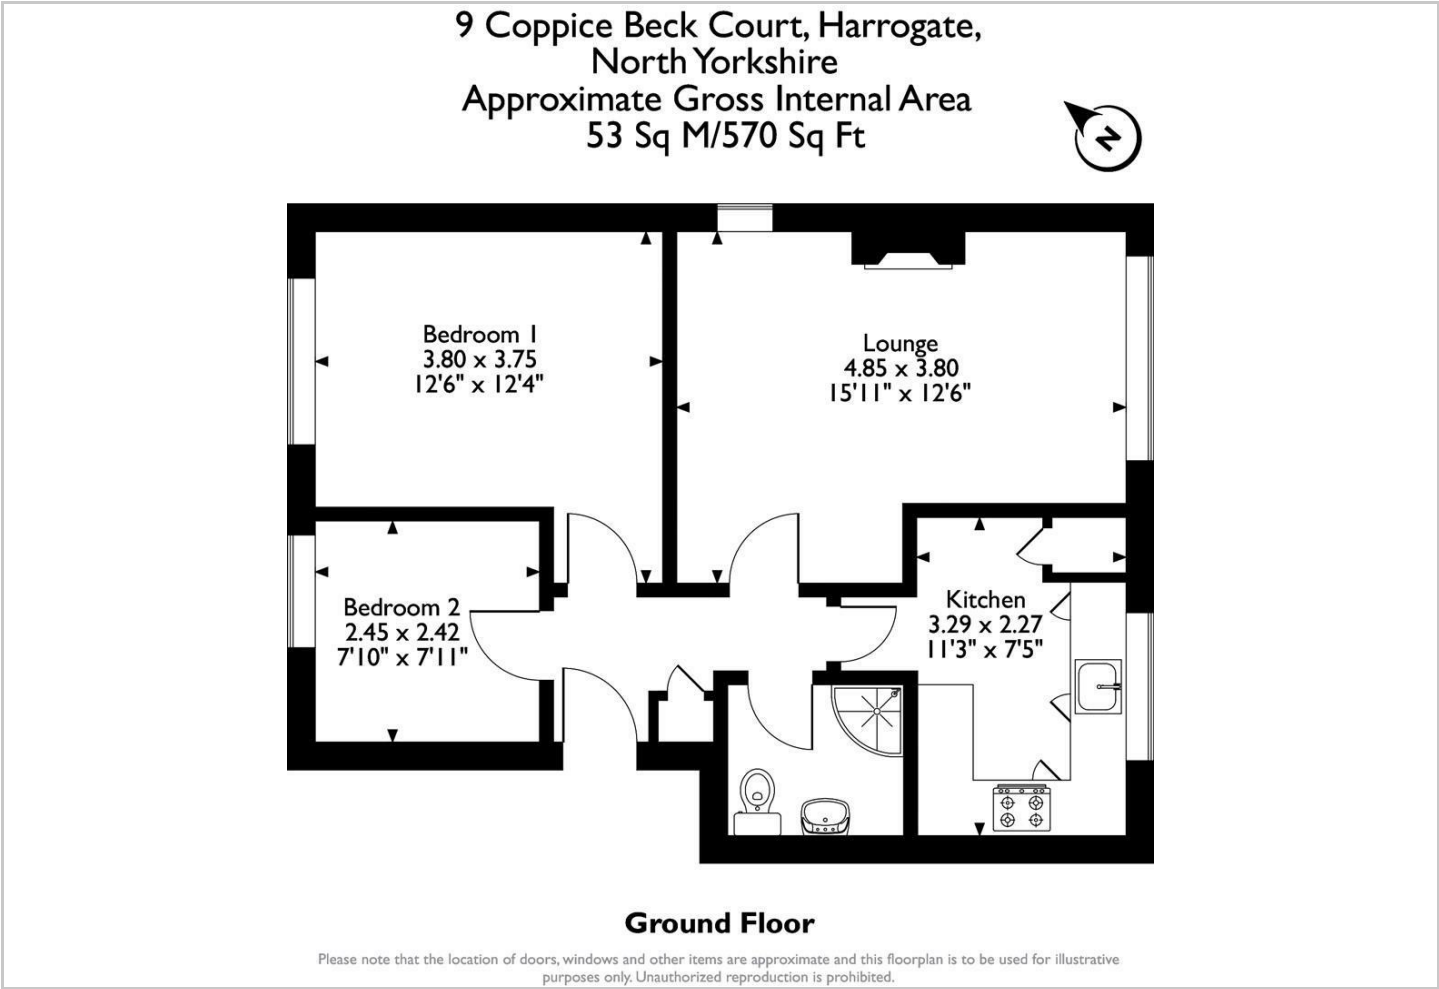 9 Coppice Beck Court, Harrogate,
North Yorkshire
Approximate Gross Internal Area
53 Sq M/570 Sq Ft
N
Bedroom 1
3.80 x 3.75
12'6" x 12'4"
Lounge
4.85 x 3.80
15'11" x 12'6"
Bedroom 2
2.45 x 2.42
7'10" x 7'11"
Kitchen
3.29 x 2.27
11'3" x 7'5"
Ground Floor
Please note that the location of doors, windows and other items are approximate and this floorplan is to be used for illustrative
purposes only. Unauthorized reproduction is prohibited.